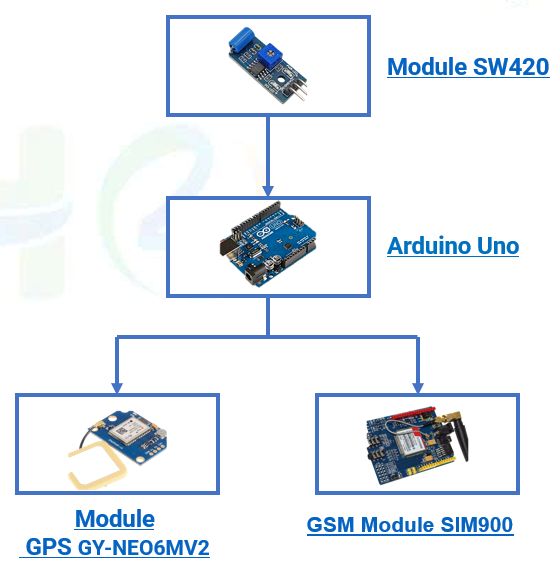 Module SW420
Arduino Uno
Module
GPS GY-NEO6MV2
GSM Module SIM900